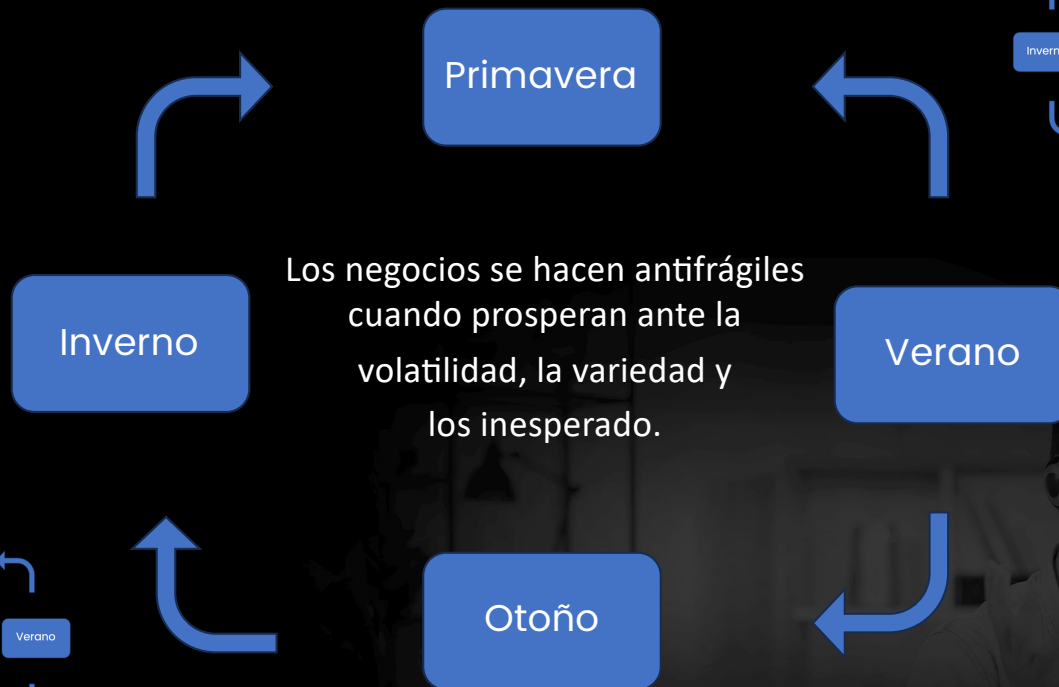 Primavera
Inverno
Los negocios se hacen antifrágiles
cuando prosperan ante la
volatilidad, la variedad y
los inesperado.
Verano
Otoño
Verano